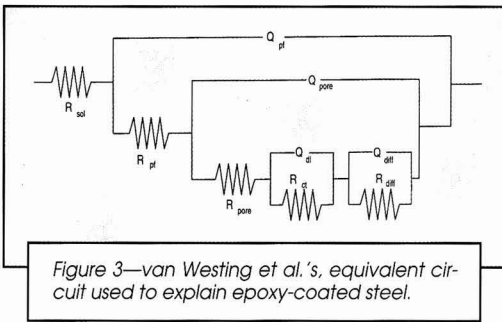 Q pf
R sol
Q pore
R pf
Q dl
Q diff
R ct
R diff
R pore
Figure 3—van Westing et al.'s, equivalent cir-
cuit used to explain epoxy-coated steel.